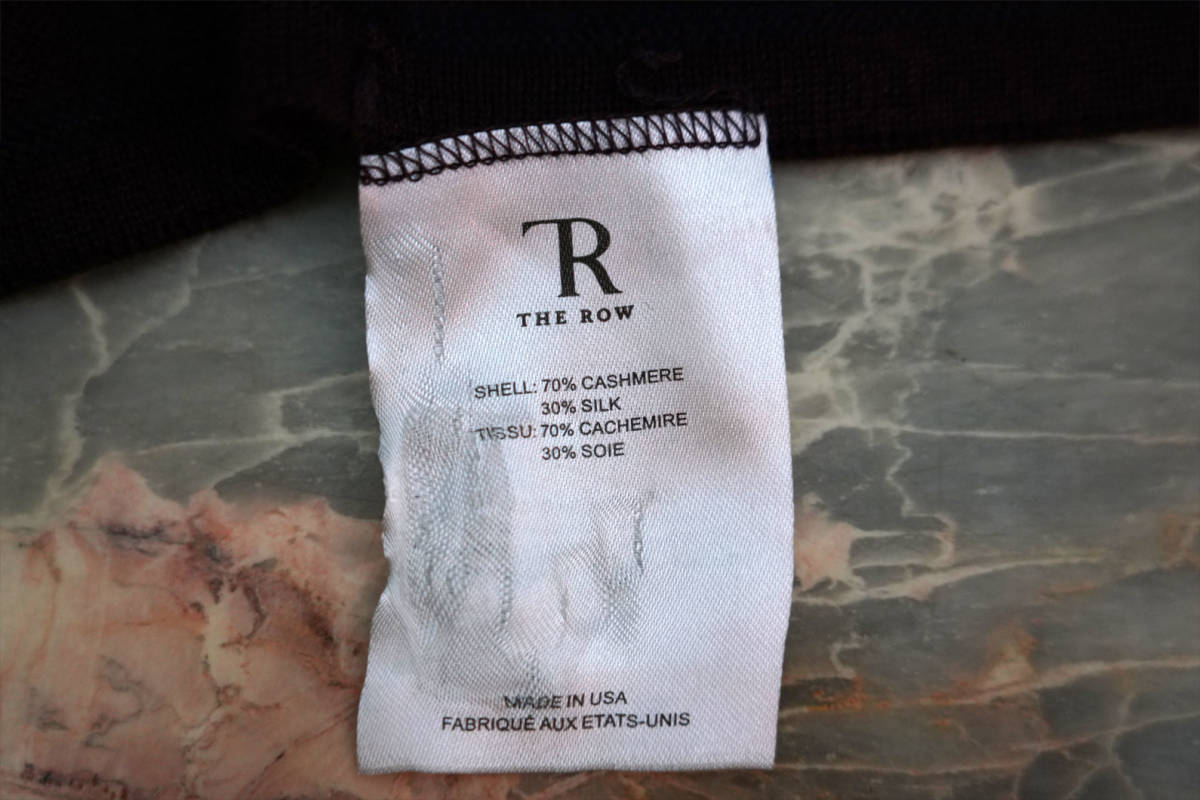 TR
THE ROW
SHELL: 70% CASHMERE
30% SILK
TISSU: 70% CACHEMIRE
30% SOIE
MADE IN USA
FABRIQUÉ AUX ETATS-UNIS